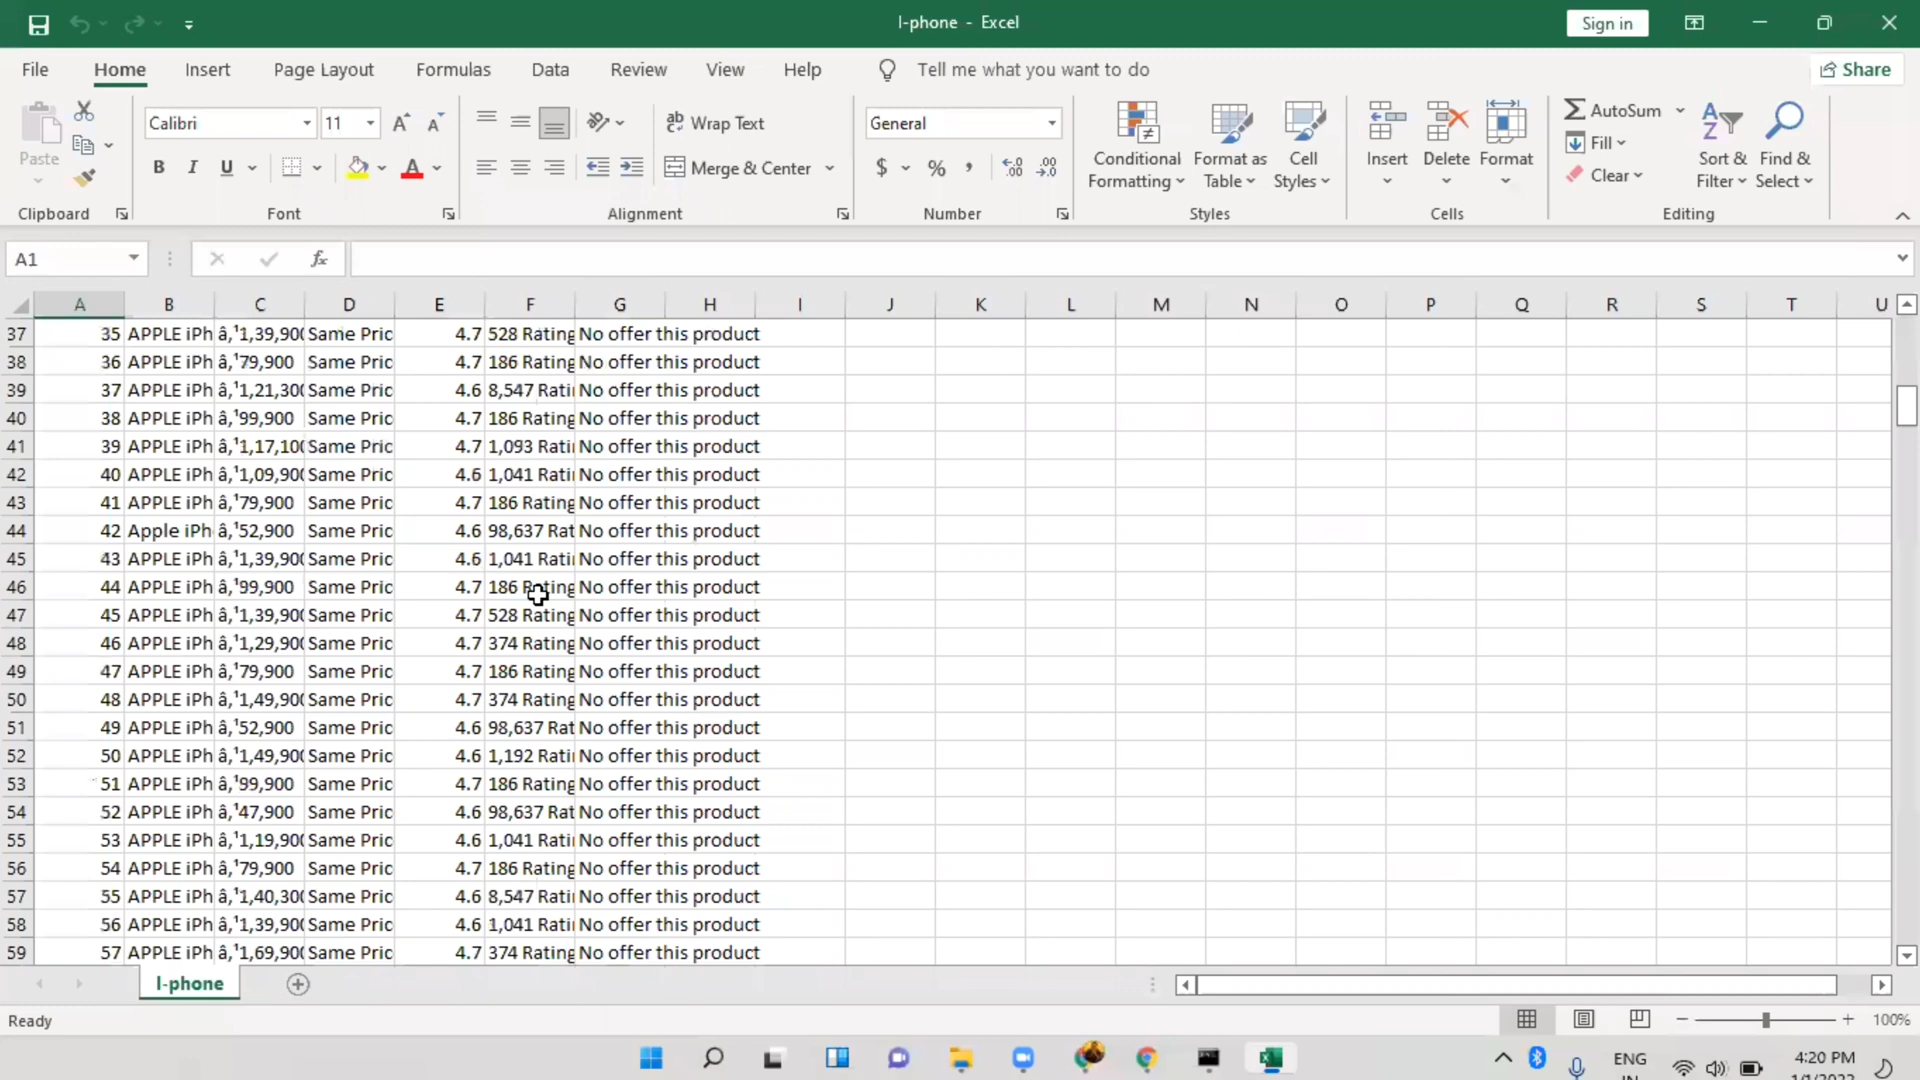 I-phone - Excel
Sign in
File Home Insert Page Layout Formulas Data Review View Help Tell me what you want to do Share
Paste
Calibri 11
B I U
Wrap Text
Merge & Center
General
$ % ,
Conditional Formatting
Format as Table
Cell Styles
Insert Delete Format
AutoSum
Fill
Clear
Sort & Filter
Find & Select
Clipboard Font Alignment Number Styles Cells Editing
A1 fx
A B C D E F G H I J K L M N O P Q R S T U
37 35 APPLE iPh â‚¹1,39,900 Same Pric 4.7 528 Rating No offer this product
38 36 APPLE iPh â‚¹79,900 Same Pric 4.7 186 Rating No offer this product
39 37 APPLE iPh â‚¹1,21,300 Same Pric 4.6 8,547 Rati No offer this product
40 38 APPLE iPh â‚¹99,900 Same Pric 4.7 186 Rating No offer this product
41 39 APPLE iPh â‚¹1,17,100 Same Pric 4.7 1,093 Rati No offer this product
42 40 APPLE iPh â‚¹1,09,900 Same Pric 4.6 1,041 Rati No offer this product
43 41 APPLE iPh â‚¹79,900 Same Pric 4.7 186 Rating No offer this product
44 42 Apple iPh â‚¹52,900 Same Pric 4.6 98,637 Rat No offer this product
45 43 APPLE iPh â‚¹1,39,900 Same Pric 4.6 1,041 Rati No offer this product
46 44 APPLE iPh â‚¹99,900 Same Pric 4.7 186 Rating No offer this product
47 45 APPLE iPh â‚¹1,39,900 Same Pric 4.7 528 Rating No offer this product
48 46 APPLE iPh â‚¹1,29,900 Same Pric 4.7 374 Rating No offer this product
49 47 APPLE iPh â‚¹79,900 Same Pric 4.7 186 Rating No offer this product
50 48 APPLE iPh â‚¹1,49,900 Same Pric 4.7 374 Rating No offer this product
51 49 APPLE iPh â‚¹52,900 Same Pric 4.6 98,637 Rat No offer this product
52 50 APPLE iPh â‚¹1,49,900 Same Pric 4.6 1,192 Rati No offer this product
53 51 APPLE iPh â‚¹99,900 Same Pric 4.7 186 Rating No offer this product
54 52 APPLE iPh â‚¹47,900 Same Pric 4.6 98,637 Rat No offer this product
55 53 APPLE iPh â‚¹1,19,900 Same Pric 4.6 1,041 Rati No offer this product
56 54 APPLE iPh â‚¹79,900 Same Pric 4.7 186 Rating No offer this product
57 55 APPLE iPh â‚¹1,40,300 Same Pric 4.6 8,547 Rati No offer this product
58 56 APPLE iPh â‚¹1,39,900 Same Pric 4.6 1,041 Rati No offer this product
59 57 APPLE iPh â‚¹1,69,900 Same Pric 4.7 374 Rating No offer this product
I-phone
Ready 100%
ENG 4:20 PM